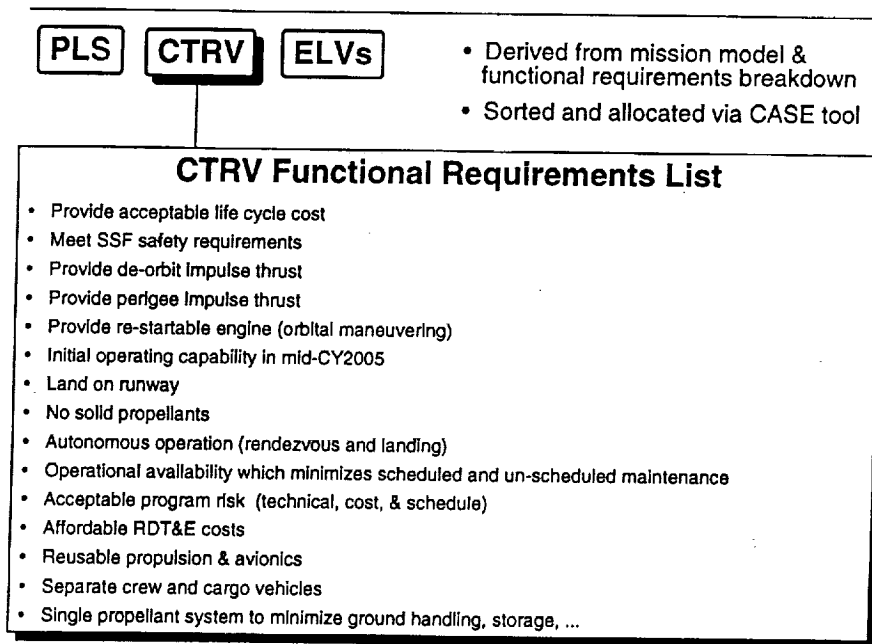 PLS CTRV ELVs
• Derived from mission model &
functional requirements breakdown
• Sorted and allocated via CASE tool
CTRV Functional Requirements List
• Provide acceptable life cycle cost
• Meet SSF safety requirements
• Provide de-orbit impulse thrust
• Provide perigee impulse thrust
• Provide re-startable engine (orbital maneuvering)
• Initial operating capability in mid-CY2005
• Land on runway
• No solid propellants
• Autonomous operation (rendezvous and landing)
• Operational availability which minimizes scheduled and un-scheduled maintenance
• Acceptable program risk (technical, cost, & schedule)
• Affordable RDT&E costs
• Reusable propulsion & avionics
• Separate crew and cargo vehicles
• Single propellant system to minimize ground handling, storage, ...